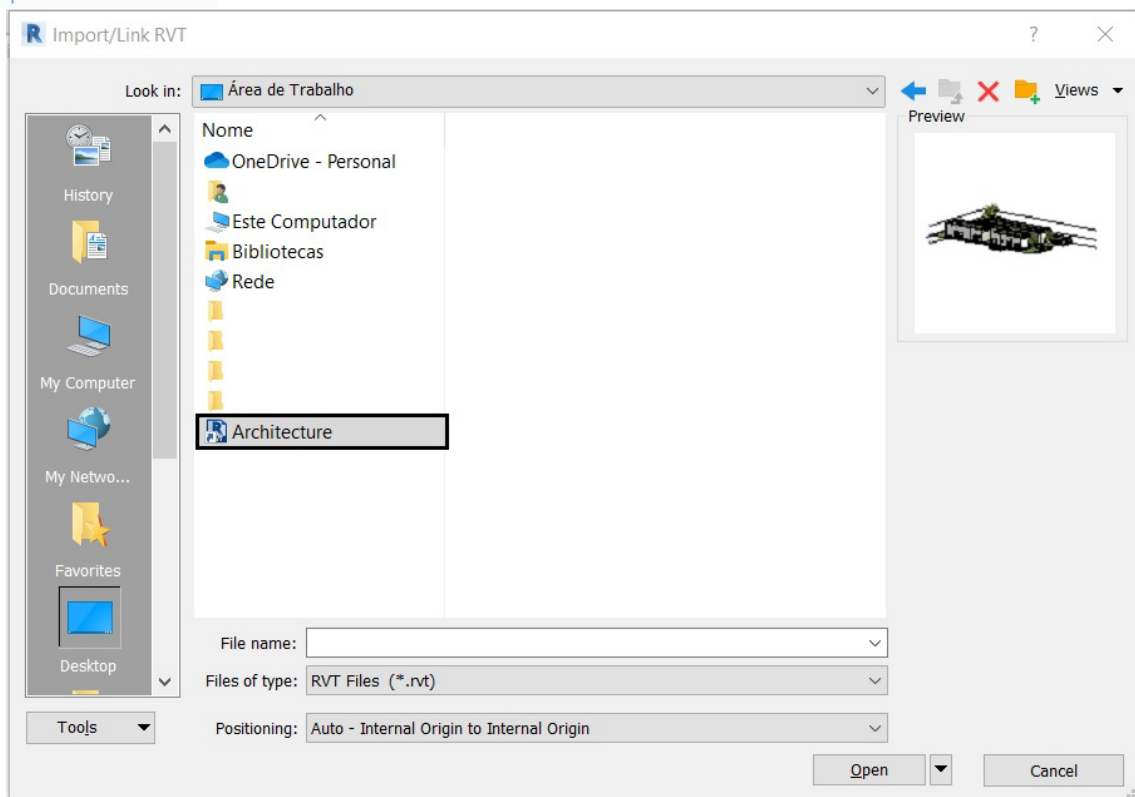 Import/Link RVT
Look in: Área de Trabalho
Views
Preview
Nome
OneDrive - Personal
Este Computador
Bibliotecas
Rede
Architecture
History
Documents
My Computer
My Netwo...
Favorites
Desktop
File name:
Files of type: RVT Files (*.rvt)
Tools
Positioning: Auto - Internal Origin to Internal Origin
Open
Cancel